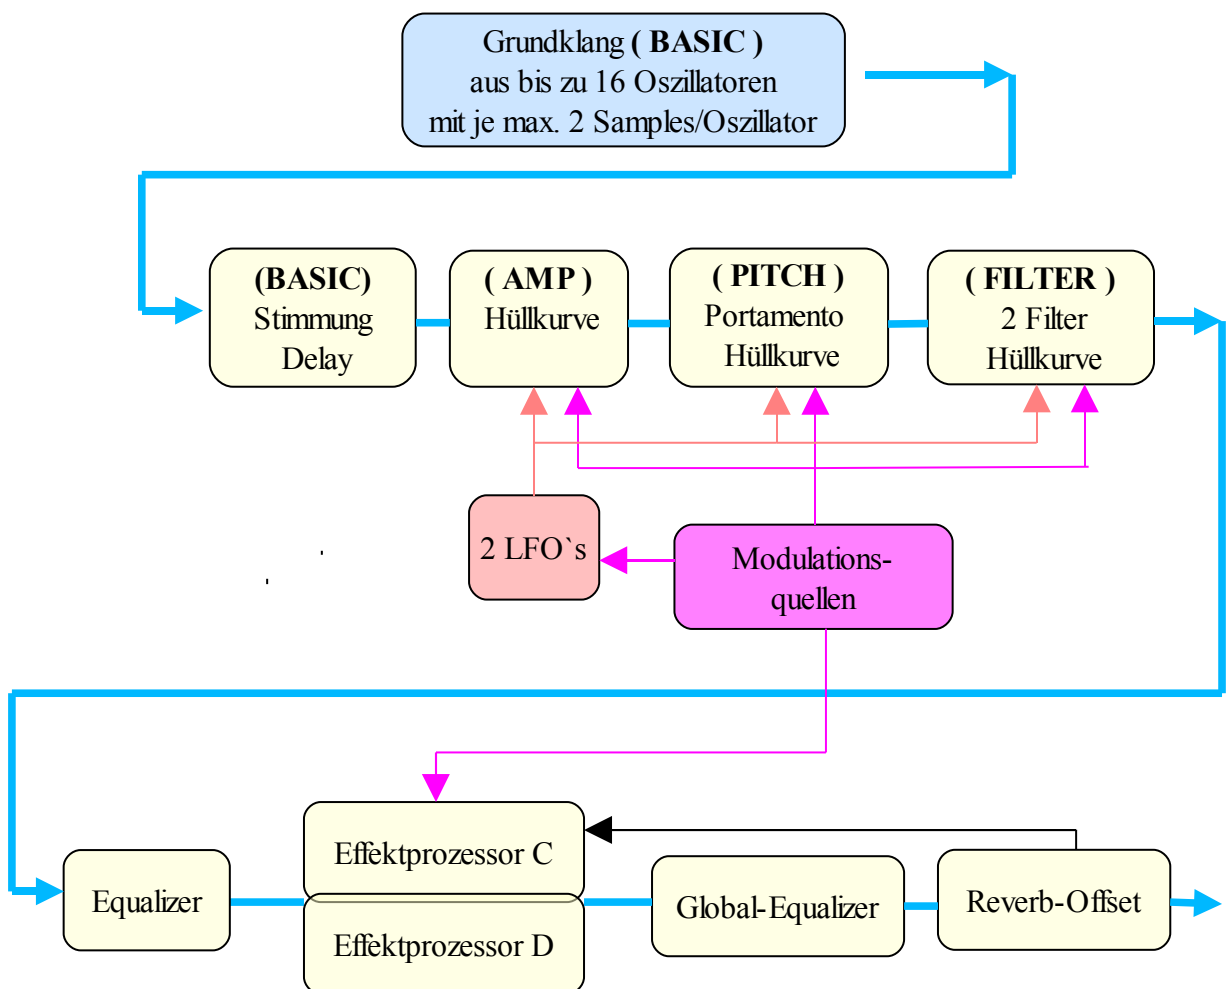 Grundklang ( BASIC )
aus bis zu 16 Oszillatoren
mit je max. 2 Samples/Oszillator
(BASIC)
Stimmung
Delay
( AMP )
Hüllkurve
( PITCH )
Portamento
Hüllkurve
( FILTER )
2 Filter
Hüllkurve
2 LFO`s
Modulations-
quellen
Effektprozessor C
Equalizer
Effektprozessor D
Global-Equalizer
Reverb-Offset